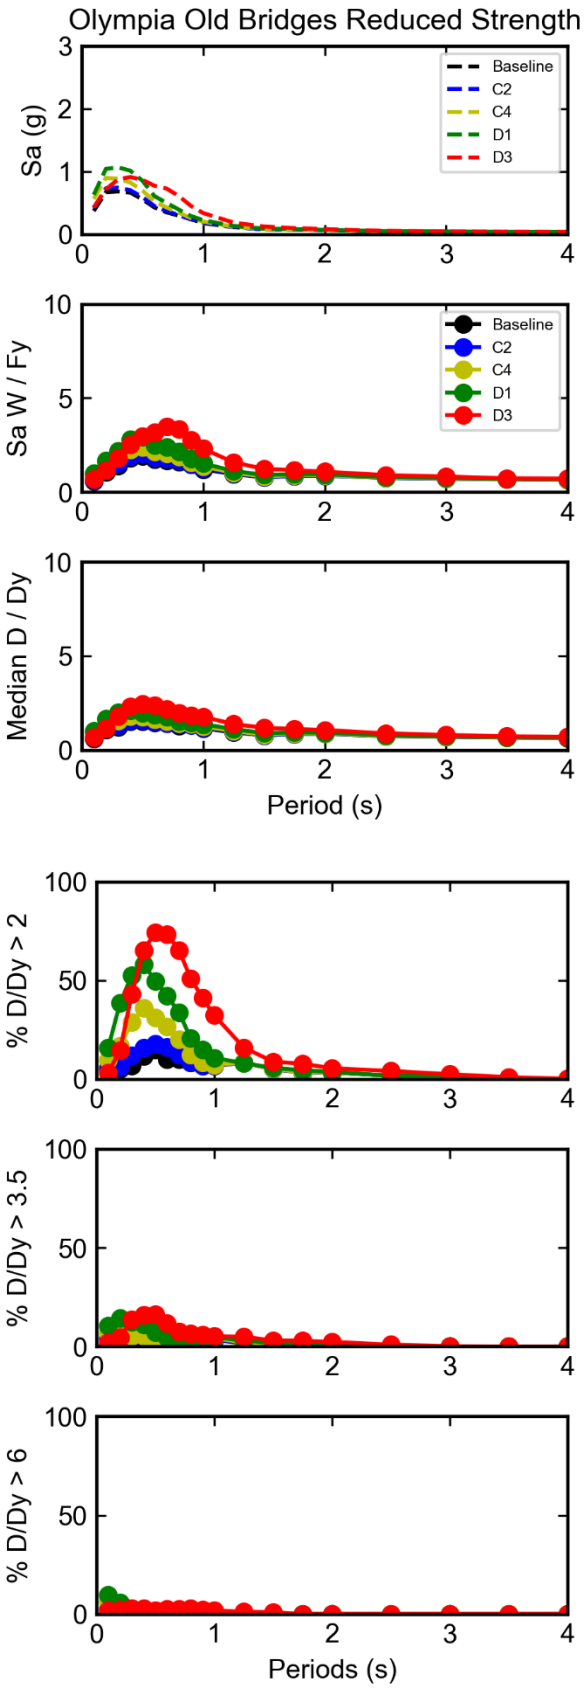 Olympia Old Bridges Reduced Strength
3
2
1
0
Sa (g)
Baseline
C2
C4
D1
D3
0 1 2 3 4
10
5
0
Sa W / Fy
Baseline
C2
C4
D1
D3
0 1 2 3 4
10
5
0
Median D / Dy
0 1 2 3 4
Period (s)
100
50
0
% D/Dy > 2
0 1 2 3 4
100
50
0
% D/Dy > 3.5
0 1 2 3 4
100
50
0
% D/Dy > 6
0 1 2 3 4
Periods (s)